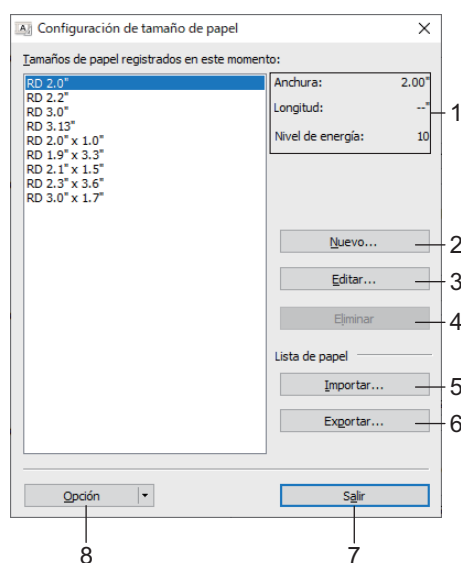 A Configuración de tamaño de papel
Tamaños de papel registrados en este momento:
RD 2.0"
RD 2.2"
RD 3.0"
RD 3.13"
RD 2.0" x 1.0"
RD 1.9" x 3.3"
RD 2.1" x 1.5"
RD 2.3" x 3.6"
RD 3.0" x 1.7"
Anchura: 2.00"
Longitud: --"
Nivel de energía: 10
1
Nuevo... 2
Editar... 3
Eliminar 4
Lista de papel
Importar... 5
Exportar... 6
Opción
Salir
8
7